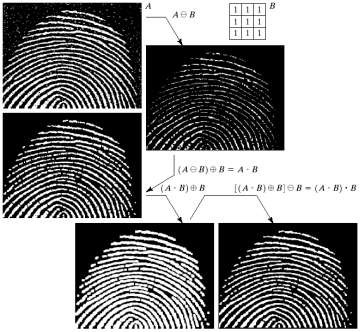 A
A ⊖ B
1 1 1
1 1 1
1 1 1
B
(A ⊖ B) ⊕ B = A · B
(A · B) ⊕ B
[(A · B) ⊕ B] ⊖ B = (A · B) • B